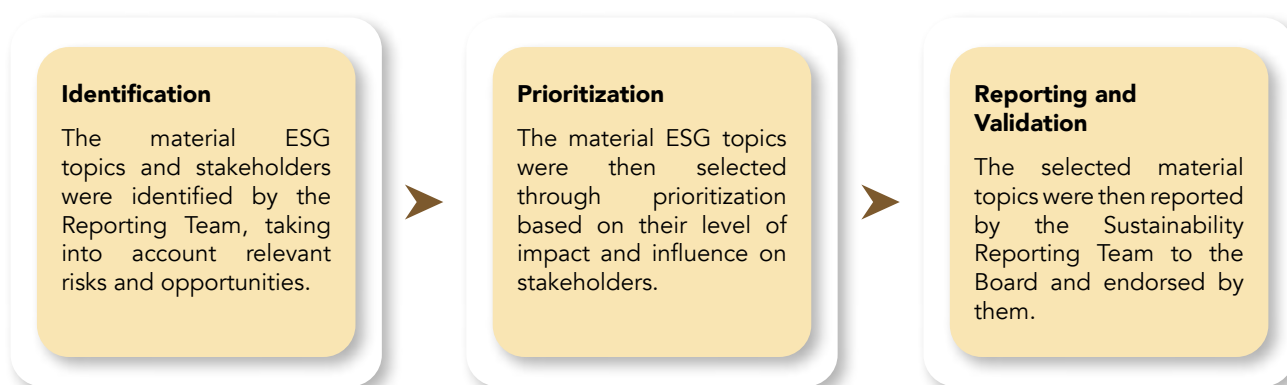 Identification
The material ESG
topics and stakeholders
were identified by the
Reporting Team, taking
into account relevant
risks and opportunities.
Prioritization
The material ESG topics
were then selected
through prioritization
based on their level of
impact and influence on
stakeholders.
Reporting and
Validation
The selected material
topics were then reported
by the Sustainability
Reporting Team to the
Board and endorsed by
them.